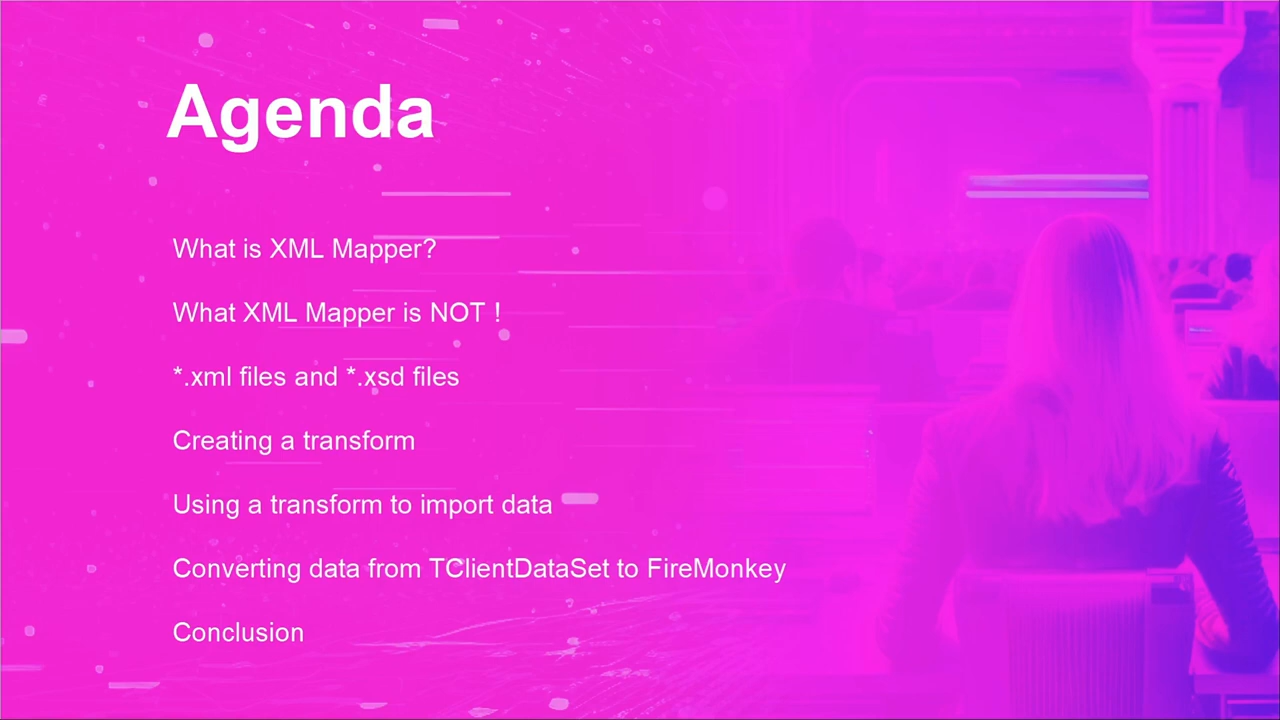 Agenda
What is XML Mapper?
What XML Mapper is NOT !
*.xml files and *.xsd files
Creating a transform
Using a transform to import data
Converting data from TClientDataSet to FireMonkey
Conclusion